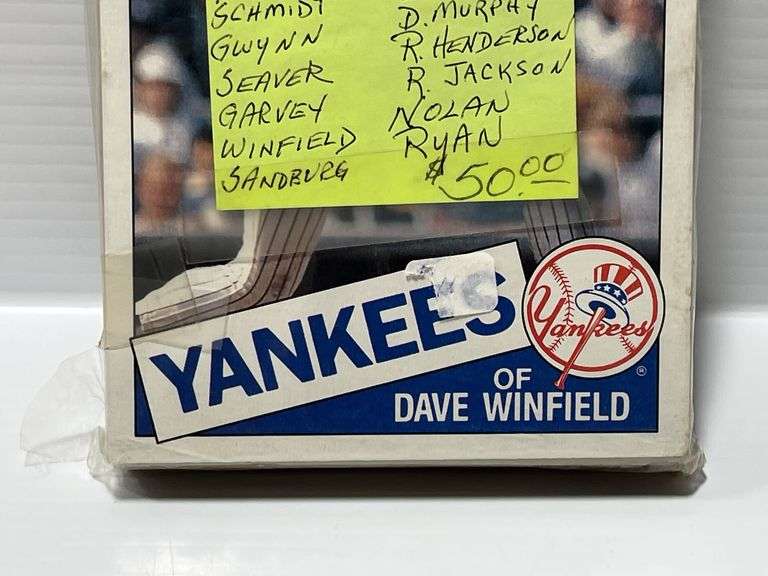 SCHMIDT D. MURPHY
GWYNN R. HENDERSON
SEAVER R. JACKSON
GARVEY NOLAN
WINFIELD RYAN
SANDBURG $50.00
YANKEES
Yankees
OF
DAVE WINFIELD